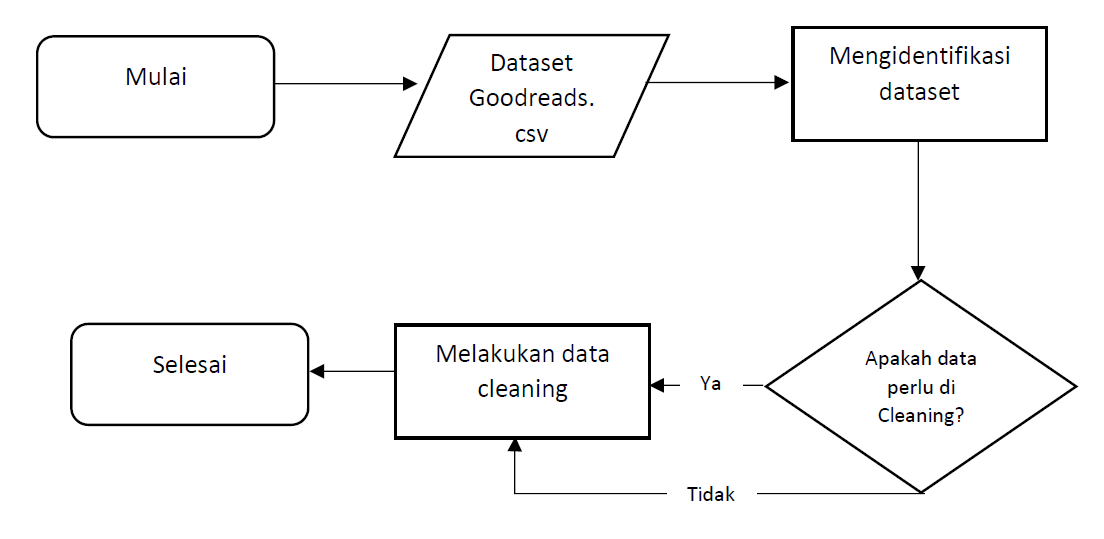 Mulai
Dataset
Goodreads.
csv
Mengidentifikasi
dataset
Apakah data
perlu di
Cleaning?
Ya
Tidak
Melakukan data
cleaning
Selesai